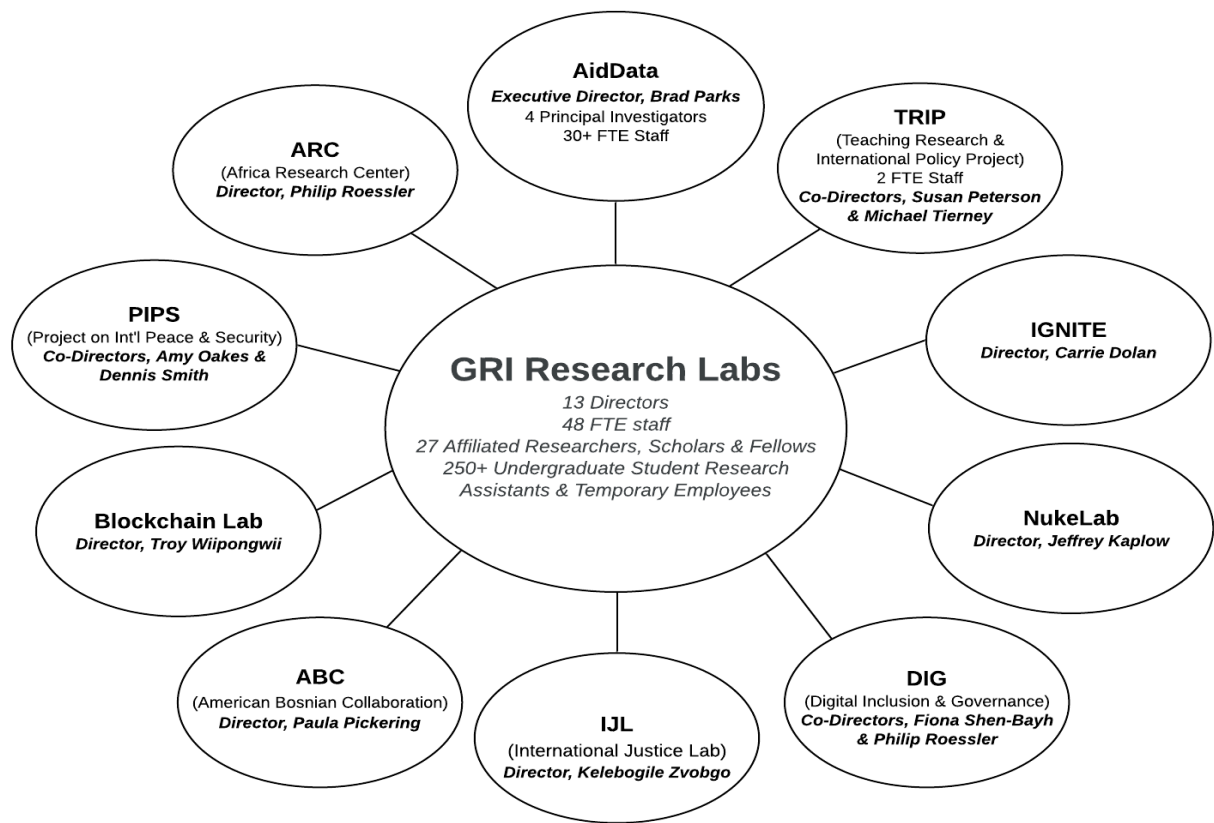 AidData
Executive Director, Brad Parks
4 Principal Investigators
30+ FTE Staff
TRIP
(Teaching Research &
International Policy Project)
2 FTE Staff
Co-Directors, Susan Peterson
& Michael Tierney
ARC
(Africa Research Center)
Director, Philip Roessler
PIPS
(Project on Int'l Peace & Security)
Co-Directors, Amy Oakes &
Dennis Smith
IGNITE
Director, Carrie Dolan
GRI Research Labs
13 Directors
48 FTE staff
27 Affiliated Researchers, Scholars & Fellows
250+ Undergraduate Student Research
Assistants & Temporary Employees
Blockchain Lab
Director, Troy Wiipongwii
NukeLab
Director, Jeffrey Kaplow
ABC
(American Bosnian Collaboration)
Director, Paula Pickering
IJL
(International Justice Lab)
Director, Kelebogile Zvobgo
DIG
(Digital Inclusion & Governance)
Co-Directors, Fiona Shen-Bayh
& Philip Roessler